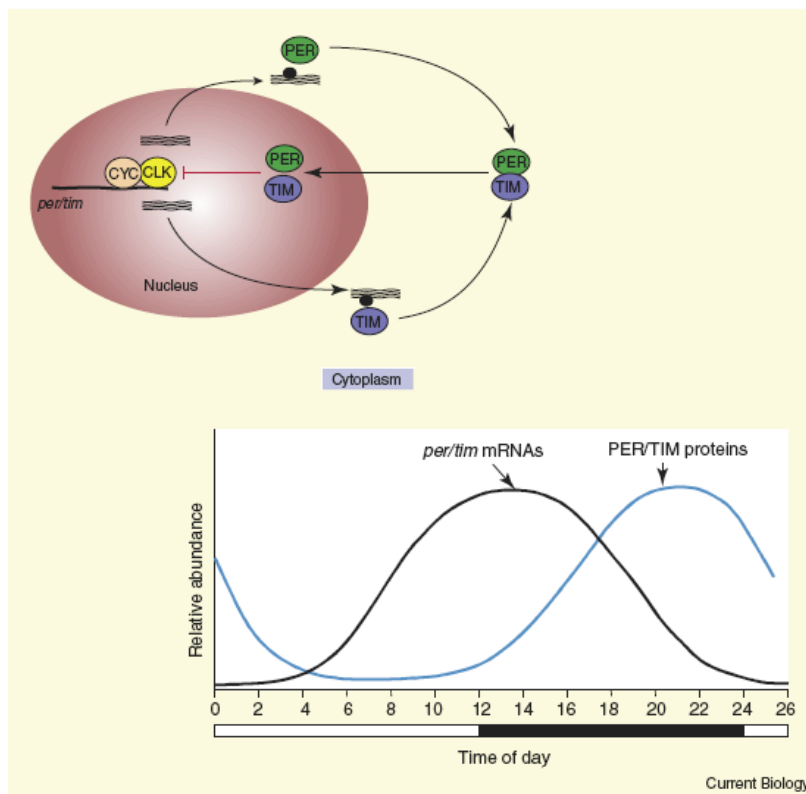 PER
CYC
CLK
PER
TIM
PER
TIM
per/tim
Nucleus
TIM
Cytoplasm
per/tim mRNAs
PER/TIM proteins
Relative abundance
0 2 4 6 8 10 12 14 16 18 20 22 24 26
Time of day
Current Biology